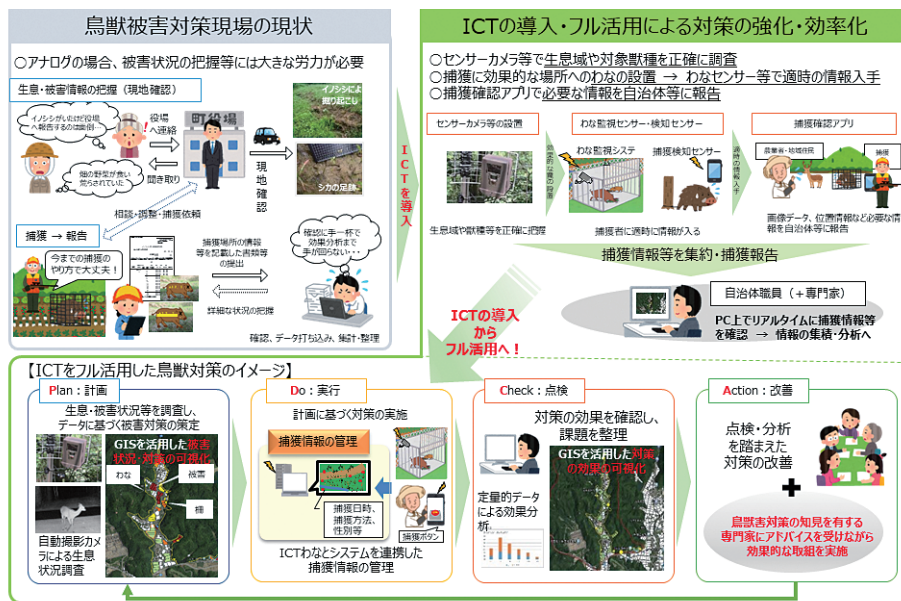 鳥獣被害対策現場の現状
○アナログの場合、被害状況の把握等には大きな労力が必要
生息・被害情報の把握（現地確認）
イノシシがいたけど役場
へ報告するのは面倒…
役場
へ連絡
町役場
イノシシによる
掘り起こし
畑の野菜が食い
荒らされていた
聞き取り
現地確認
シカの足跡
相談・調整・捕獲依頼
捕獲 → 報告
今までの捕獲の
やり方で大丈夫！
捕獲場所の情報
等を記載した書類等
の提出
詳細な状況の把握
確認に手一杯で
効果分析まで
手が回らない・・・
確認、データ打ち込み、集計・整理
ICTを導入
ICTの導入・フル活用による対策の強化・効率化
○センサーカメラ等で生息域や対象獣種を正確に調査
○捕獲に効果的な場所へのわなの設置 → わなセンサー等で適時の情報入手
○捕獲確認アプリで必要な情報を自治体等に報告
センサーカメラ等の設置
わな監視センサー・検知センサー
捕獲確認アプリ
効果的な罠の設置
わな監視システ
捕獲検知センサー
適時の情報入手
農業者・地域住民
捕獲
生息域や獣種等を正確に把握
捕獲者に適時に情報が入る
画像データ、位置情報など必要な情
報を自治体等に報告
捕獲情報等を集約・捕獲報告
自治体職員（＋専門家）
PC上でリアルタイムに捕獲情報等
を確認 → 情報の集積・分析へ
ICTの導入
から
フル活用へ！
【ICTをフル活用した鳥獣対策のイメージ】
Plan：計画
生息・被害状況等を調査し、
データに基づく被害対策の策定
GISを活用した被害
状況・対策の可視化
わな
被害
柵
自動撮影カメ
ラによる生息
状況調査
Do：実行
計画に基づく対策の実施
捕獲情報の管理
捕獲日時、
捕獲方法、
性別等
捕獲ボタン
ICTわなとシステムを連携した
捕獲情報の管理
Check：点検
対策の効果を確認し、
課題を整理
GISを活用した対策
の効果の可視化
定量的データ
による効果分
析
Action：改善
点検・分析
を踏まえた
対策の改善
＋
鳥獣害対策の知見を有する
専門家にアドバイスを受けながら
効果的な取組を実施